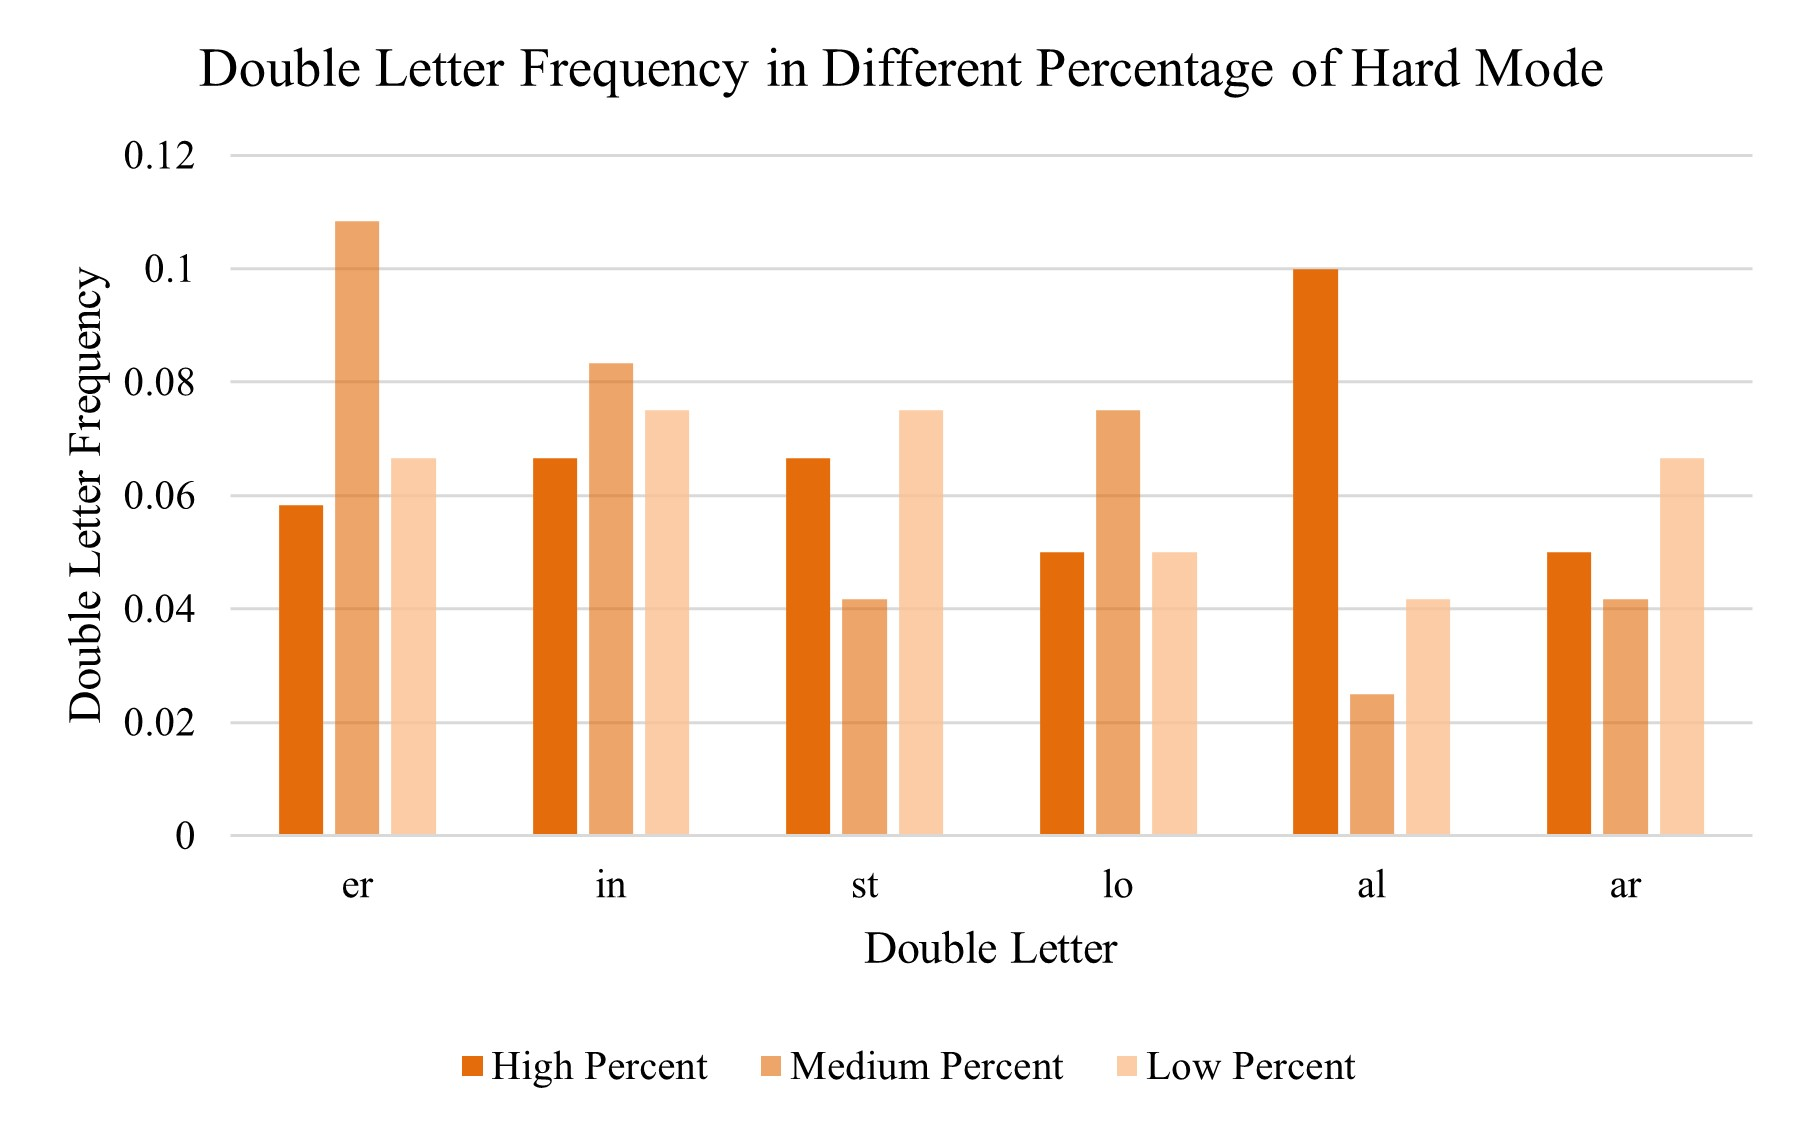 Double Letter Frequency in Different Percentage of Hard Mode
Double Letter Frequency
0.12
0.1
0.08
0.06
0.04
0.02
0
er in st lo al ar
Double Letter
High Percent Medium Percent Low Percent